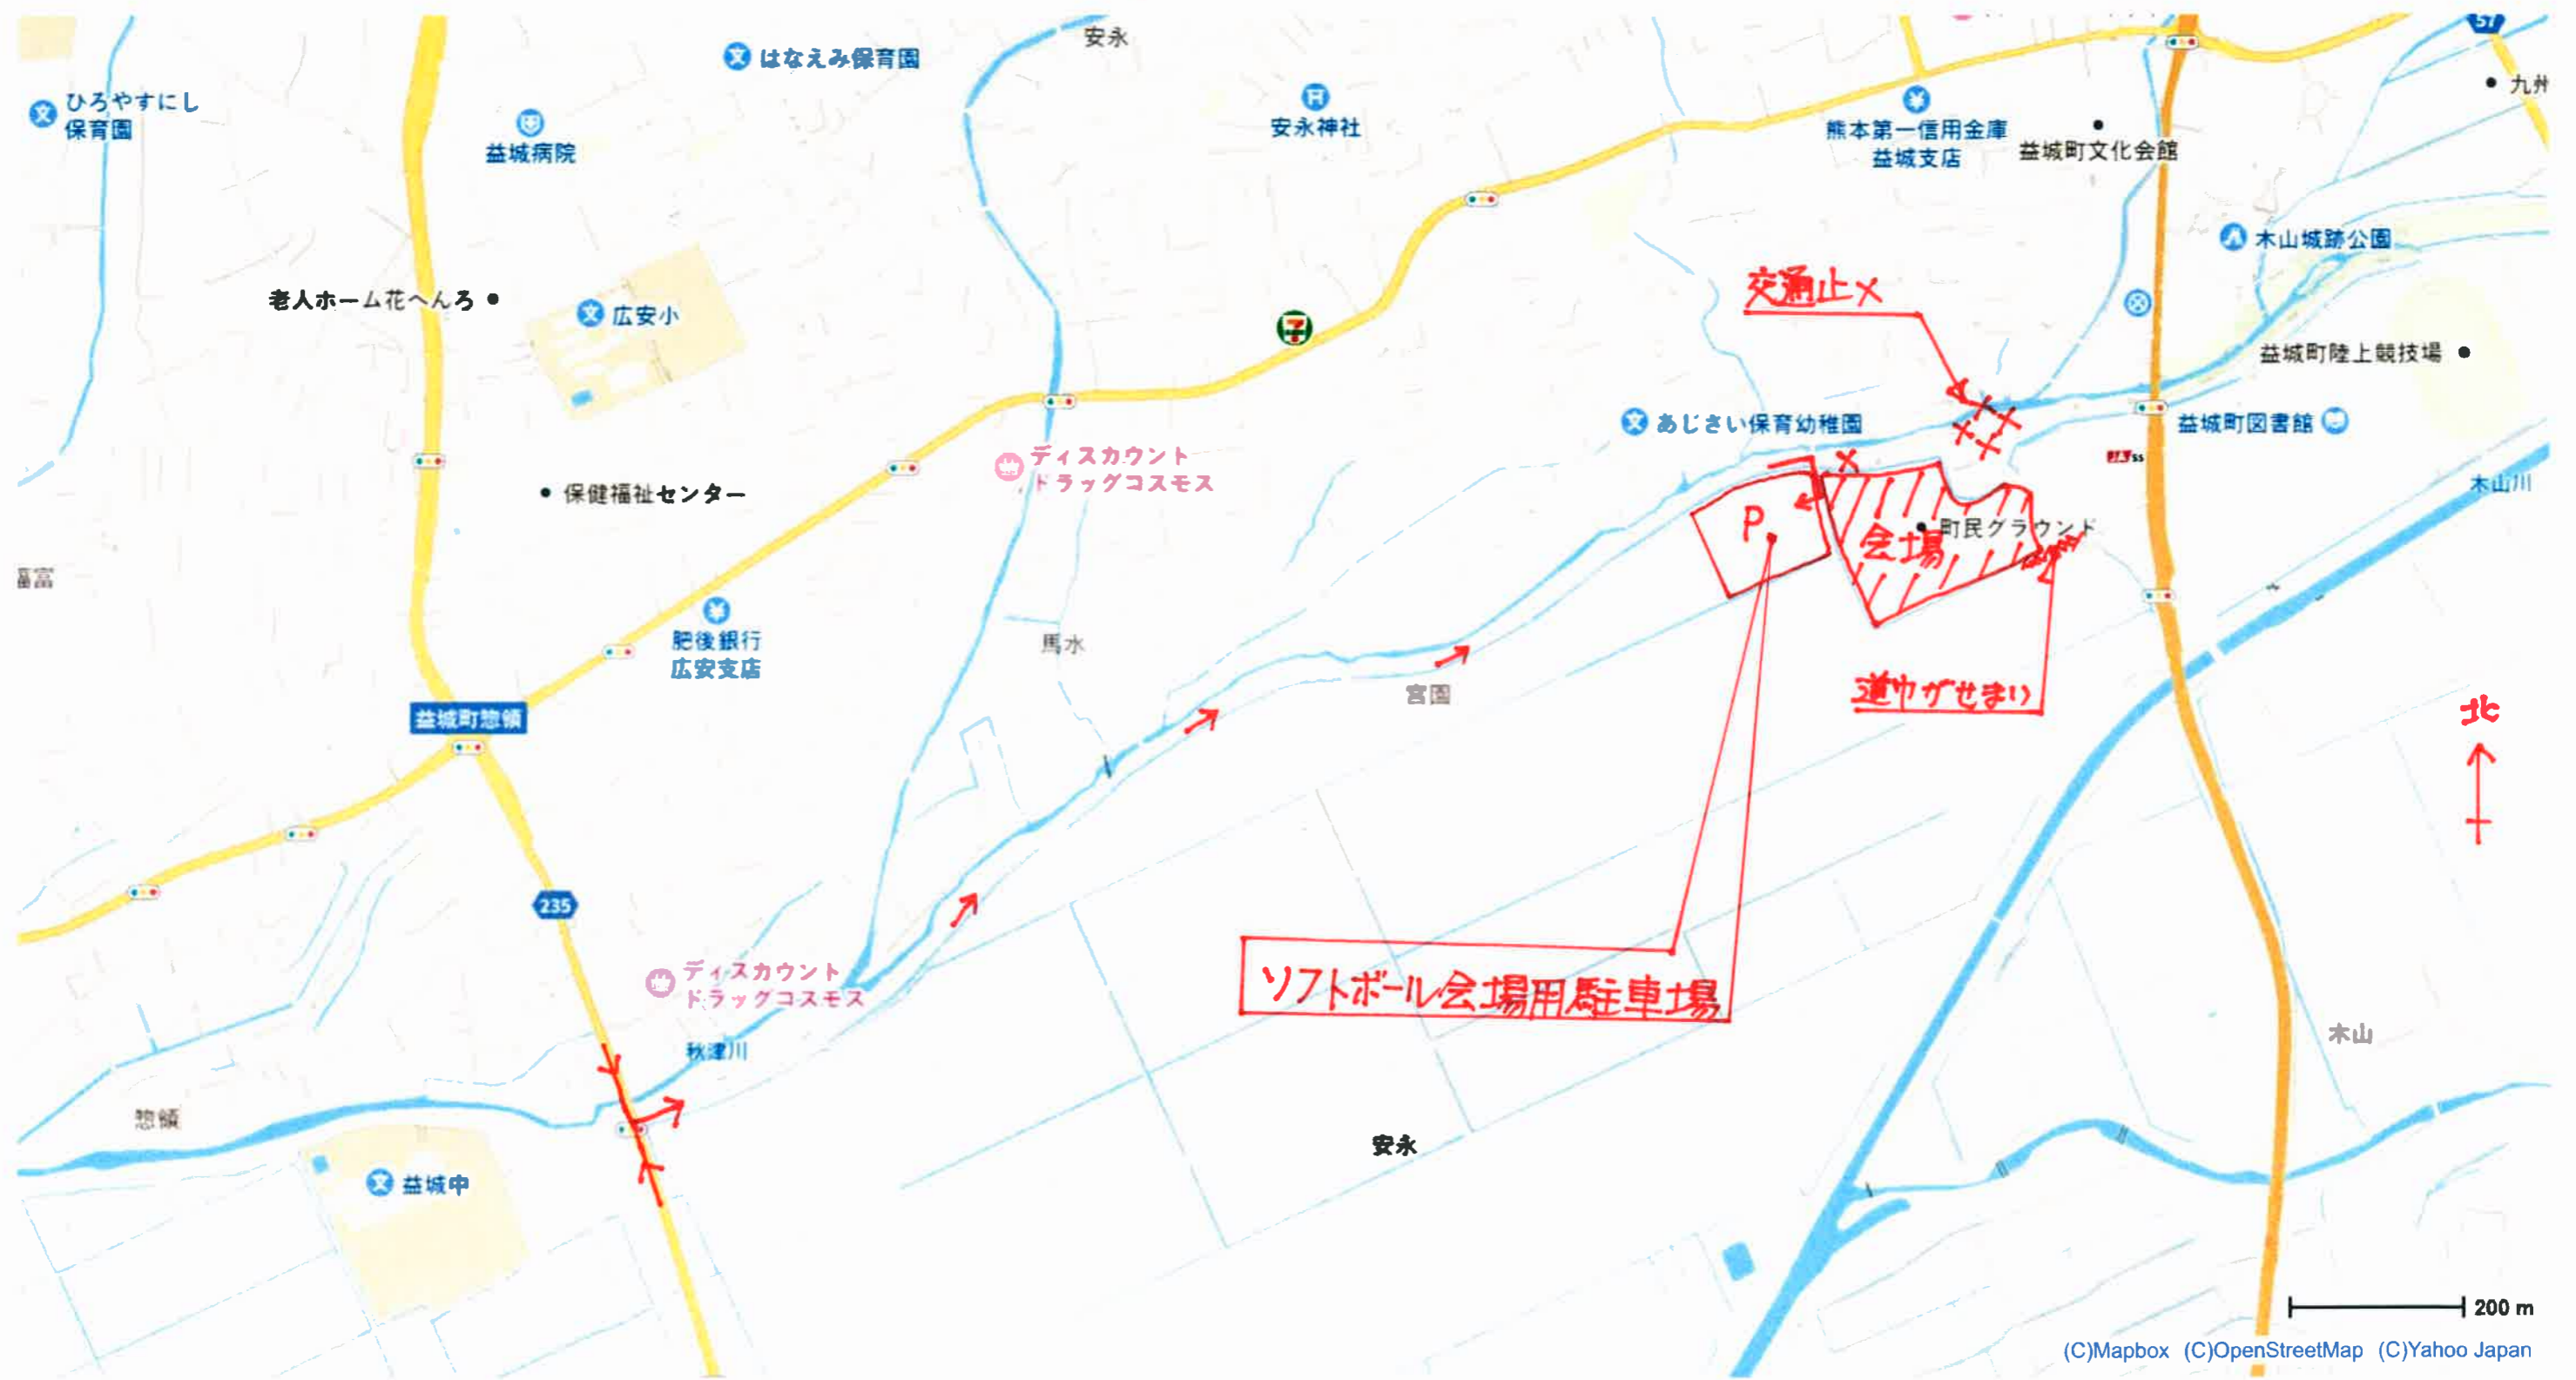 安永
57
はなえみ保育園
九州
ひろやすにし
保育園
益城病院
安永神社
熊本第一信用金庫
益城支店
益城町文化会館
木山城跡公園
交通止メ
老人ホーム花へんろ
広安小
益城町陸上競技場
あじさい保育幼稚園
益城町図書館
ディスカウント
ドラッグコスモス
ss
木山川
保健福祉センター
P
町民グラウンド
会場
肥後銀行
広安支店
馬水
宮園
道巾がせまい
北
益城町惣領
235
ディスカウント
ドラッグコスモス
ソフトボール会場用駐車場
木山
秋津川
惣領
安永
益城中
200 m
(C)Mapbox (C)OpenStreetMap (C)Yahoo Japan